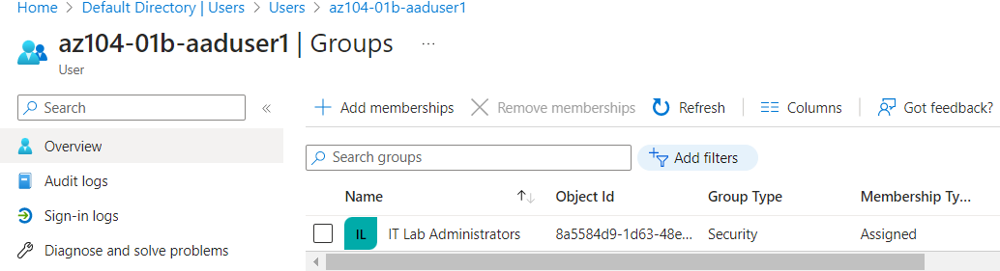 Home > Default Directory | Users > Users > az104-01b-aaduser1
az104-01b-aaduser1 | Groups ...
User
Search «
Overview
Audit logs
Sign-in logs
Diagnose and solve problems
Add memberships Remove memberships Refresh Columns Got feedback?
Search groups Add filters
Name ↑↓ Object Id Group Type Membership Ty...
IL IT Lab Administrators 8a5584d9-1d63-48e... Security Assigned